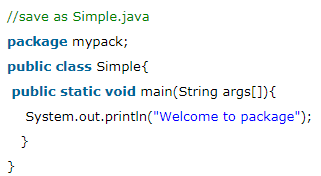 //save as Simple.java
package mypack;
public class Simple{
public static void main(String args[]){
System.out.println("Welcome to package");
}
}